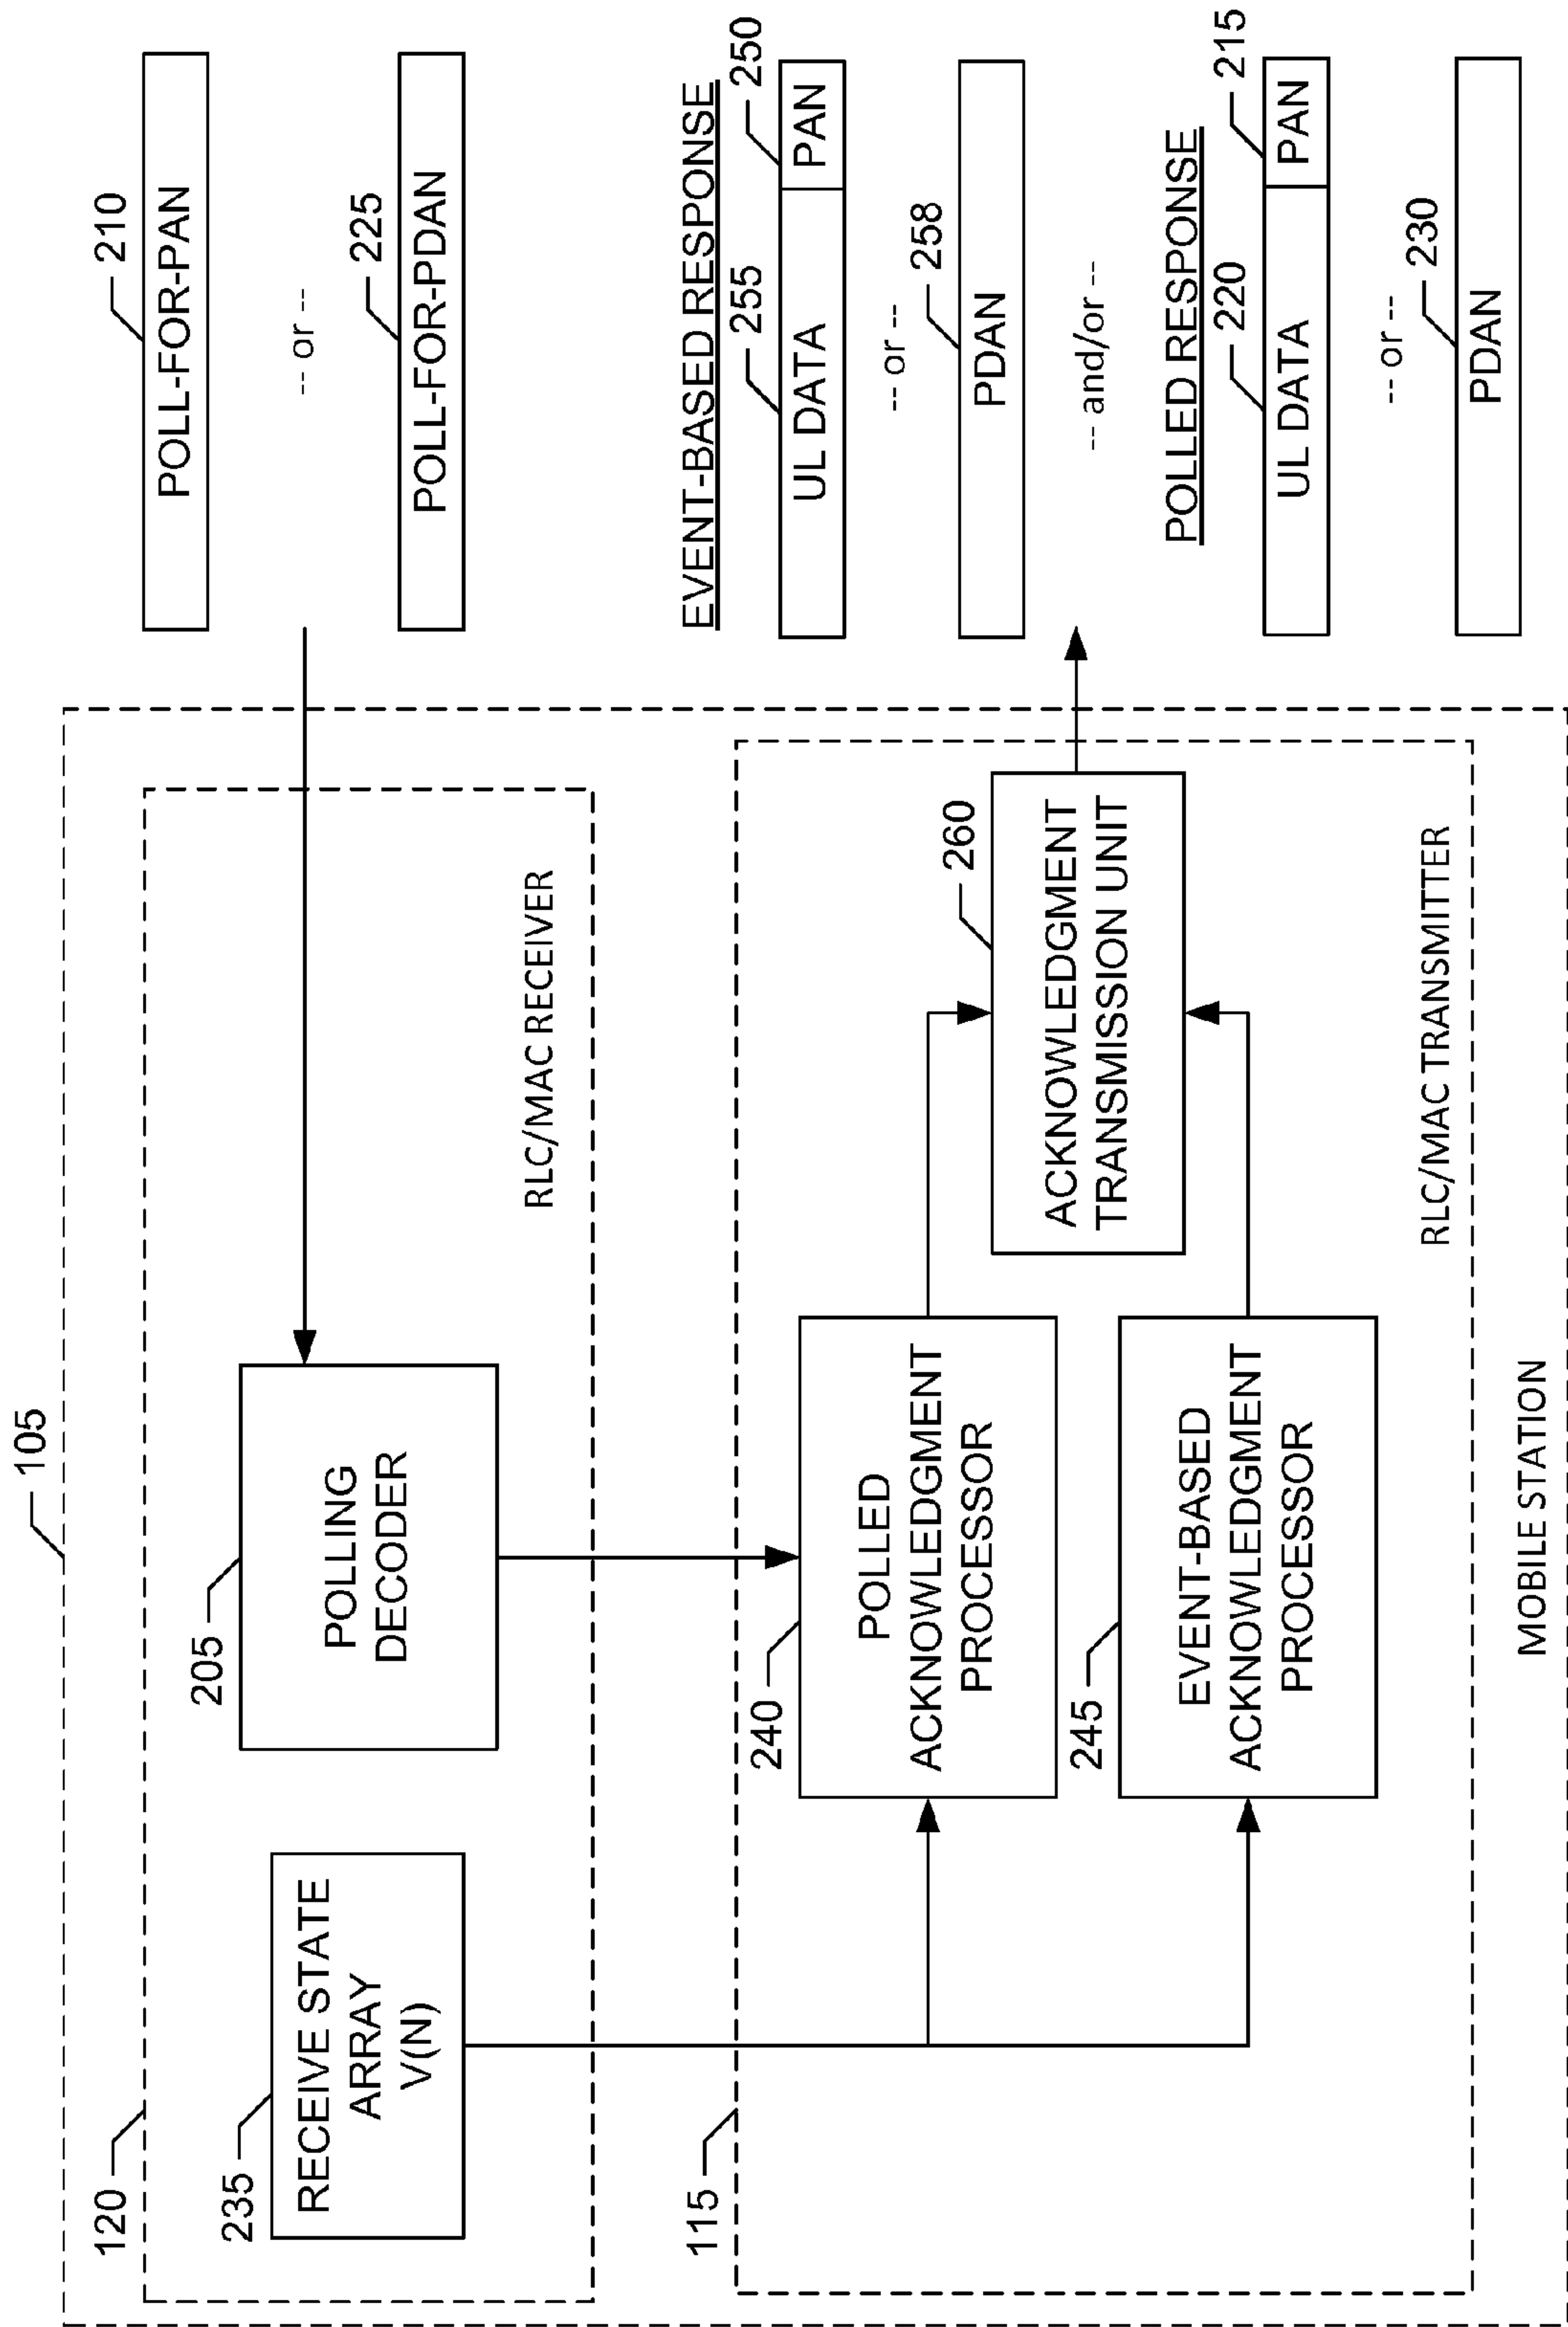 105
120
235
RECEIVE STATE
ARRAY
V(N)
205
POLLING
DECODER
RLC/MAC RECEIVER
210
POLL-FOR-PAN
-- or --
225
POLL-FOR-PDAN
115
240
POLLED
ACKNOWLEDGMENT
PROCESSOR
245
EVENT-BASED
ACKNOWLEDGMENT
PROCESSOR
260
ACKNOWLEDGMENT
TRANSMISSION UNIT
RLC/MAC TRANSMITTER
MOBILE STATION
EVENT-BASED RESPONSE
255
250
UL DATA
PAN
-- or --
258
PDAN
-- and/or --
POLLED RESPONSE
220
215
UL DATA
PAN
-- or --
230
PDAN